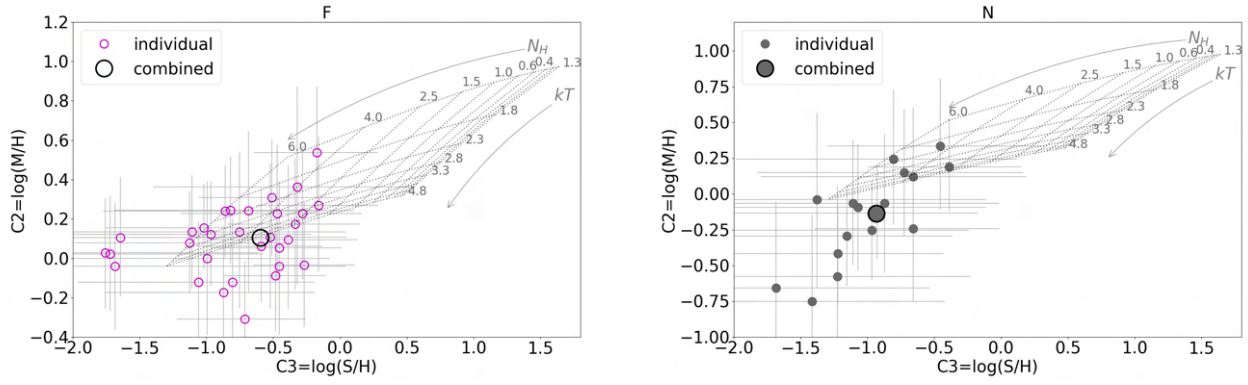 F
individual
combined
N_H
kT
0.6 0.4 1.3
1.0
1.5
2.5
4.0
6.0
1.8
2.3
2.8
3.3
4.8
1.2
1.0
0.8
0.6
0.4
0.2
0.0
−0.2
−0.4
C2=log(M/H)
−2.0 −1.5 −1.0 −0.5 0.0 0.5 1.0 1.5
C3=log(S/H)
N
individual
combined
N_H
kT
0.6 0.4 1.3
1.0
1.5
4.0
6.0
1.8
2.3
2.8
3.3
4.8
1.00
0.75
0.50
0.25
0.00
−0.25
−0.50
−0.75
−1.00
C2=log(M/H)
−2.0 −1.5 −1.0 −0.5 0.0 0.5 1.0 1.5
C3=log(S/H)